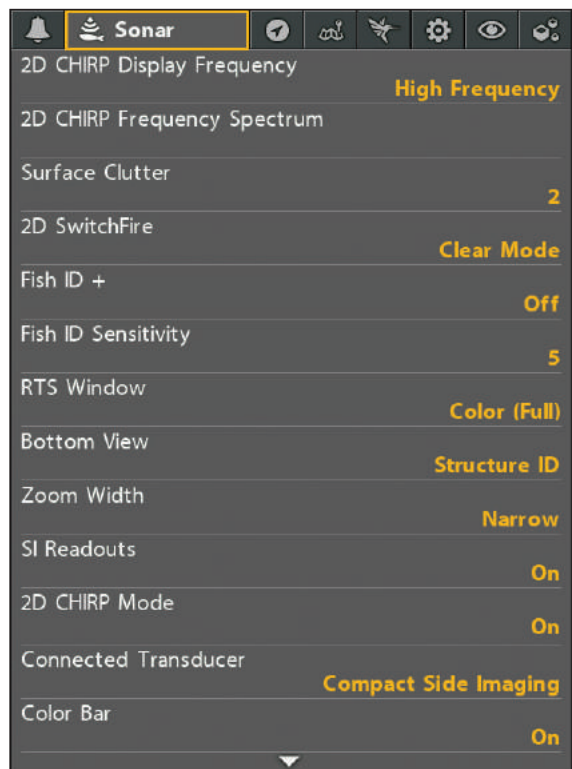 Sonar
2D CHIRP Display Frequency
High Frequency
2D CHIRP Frequency Spectrum
Surface Clutter
2
2D SwitchFire
Clear Mode
Fish ID +
Off
Fish ID Sensitivity
5
RTS Window
Color (Full)
Bottom View
Structure ID
Zoom Width
Narrow
SI Readouts
On
2D CHIRP Mode
On
Connected Transducer
Compact Side Imaging
Color Bar
On